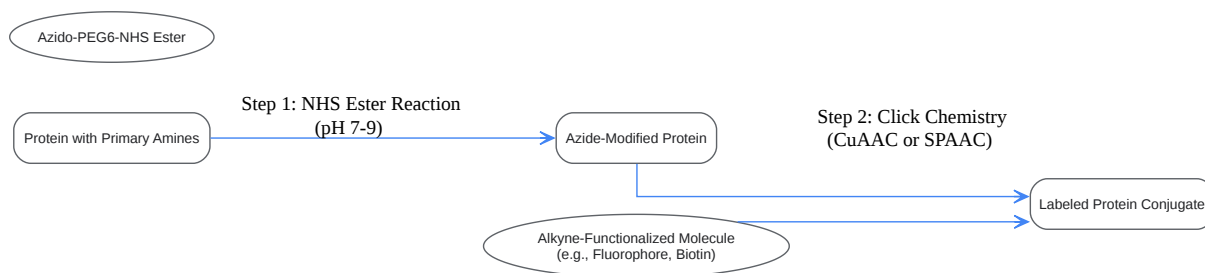 Azido-PEG6-NHS Ester
Step 1: NHS Ester Reaction
(pH 7-9)
Protein with Primary Amines
Azide-Modified Protein
Step 2: Click Chemistry
(CuAAC or SPAAC)
Labeled Protein Conjugate
Alkyne-Functionalized Molecule
(e.g., Fluorophore, Biotin)